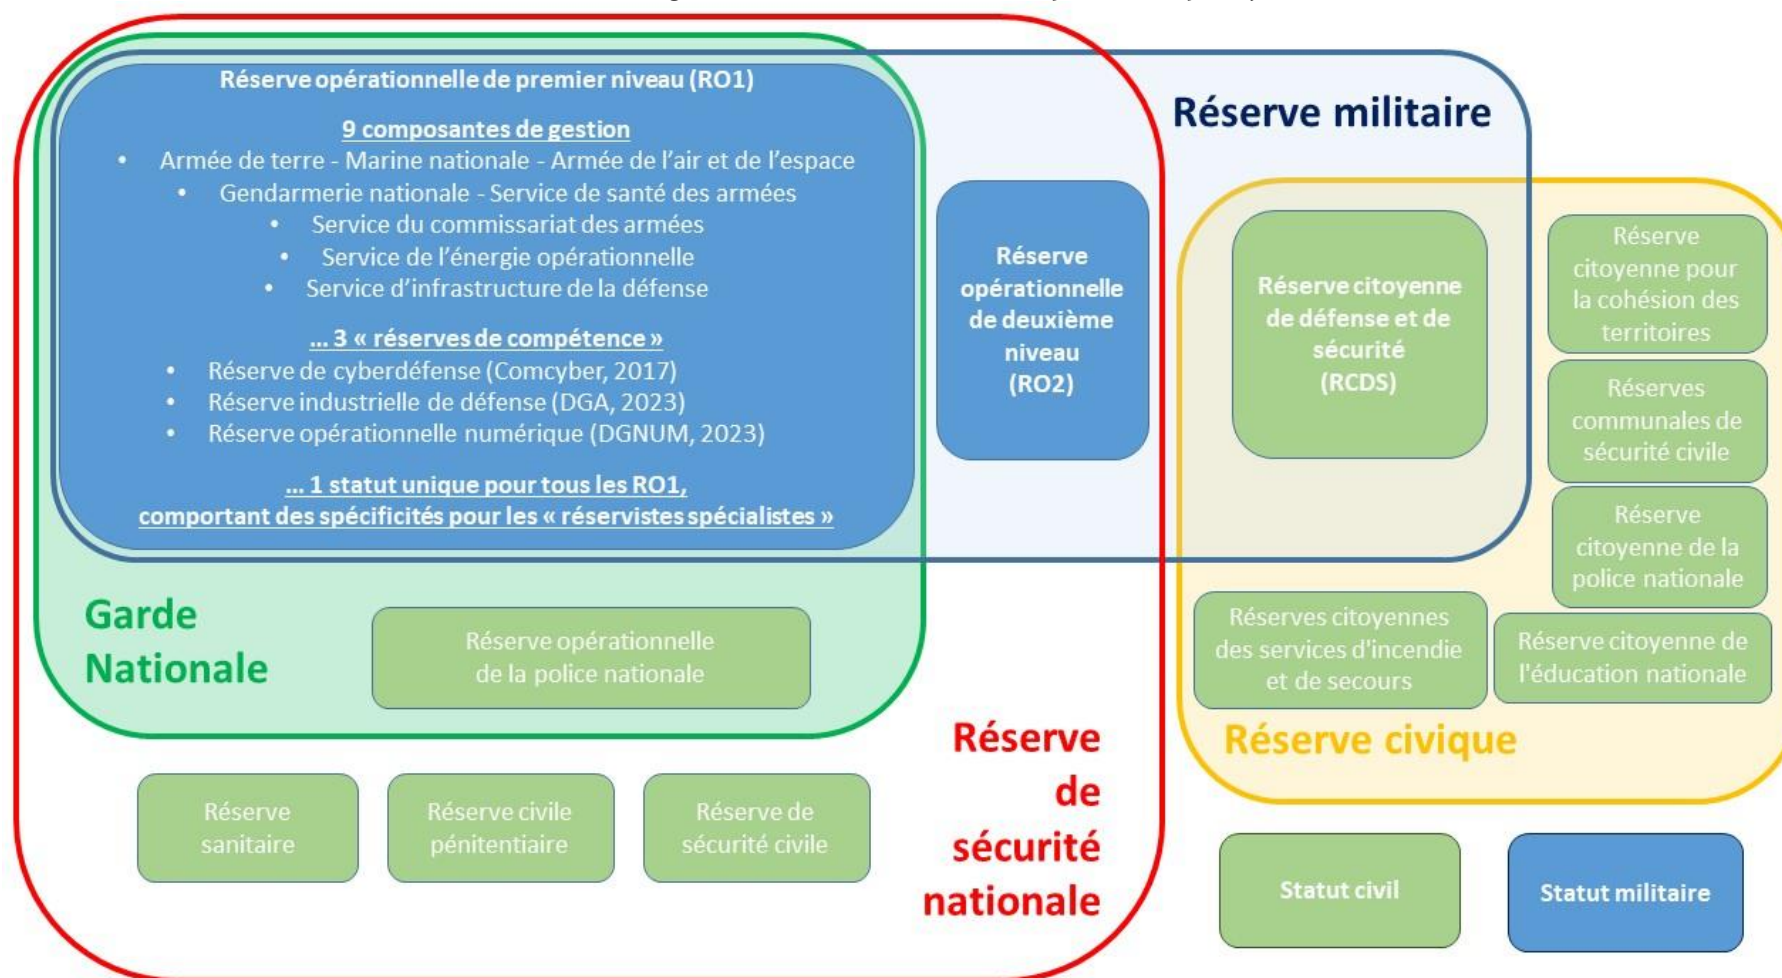 Réserve opérationnelle de premier niveau (RO1)
9 composantes de gestion
• Armée de terre - Marine nationale - Armée de l'air et de l'espace
• Gendarmerie nationale - Service de santé des armées
• Service du commissariat des armées
• Service de l'énergie opérationnelle
• Service d'infrastructure de la défense
... 3 « réserves de compétence »
• Réserve de cyberdéfense (Comcyber, 2017)
• Réserve industrielle de défense (DGA, 2023)
• Réserve opérationnelle numérique (DGNUM, 2023)
... 1 statut unique pour tous les RO1,
comportant des spécificités pour les « réservistes spécialistes »
Réserve militaire
Réserve
opérationnelle
de deuxième
niveau
(RO2)
Réserve citoyenne
de défense et de
sécurité
(RCDS)
Réserve
citoyenne pour
la cohésion des
territoires
Réserves
communales de
sécurité civile
Réserve
citoyenne de la
police nationale
Réserves citoyennes
des services d'incendie
et de secours
Réserve citoyenne de
l'éducation nationale
Réserve civique
Garde
Nationale
Réserve opérationnelle
de la police nationale
Réserve
sanitaire
Réserve civile
pénitentiaire
Réserve de
sécurité civile
Réserve
de
sécurité
nationale
Statut civil
Statut militaire